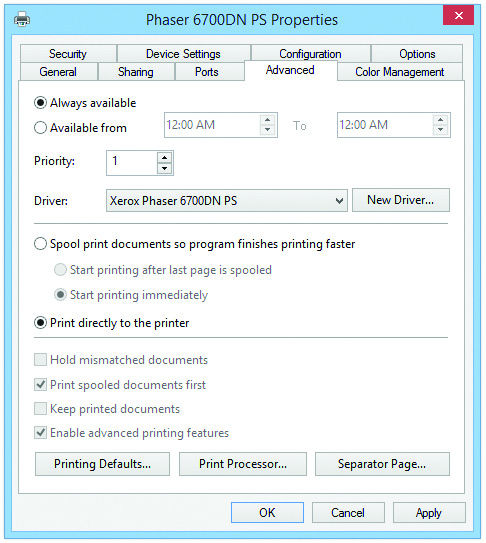 Phaser 6700DN PS Properties
Security Device Settings Configuration Options
General Sharing Ports Advanced Color Management
Always available
Available from 12:00 AM To 12:00 AM
Priority: 1
Driver: Xerox Phaser 6700DN PS New Driver...
Spool print documents so program finishes printing faster
Start printing after last page is spooled
Start printing immediately
Print directly to the printer
Hold mismatched documents
Print spooled documents first
Keep printed documents
Enable advanced printing features
Printing Defaults... Print Processor... Separator Page...
OK Cancel Apply